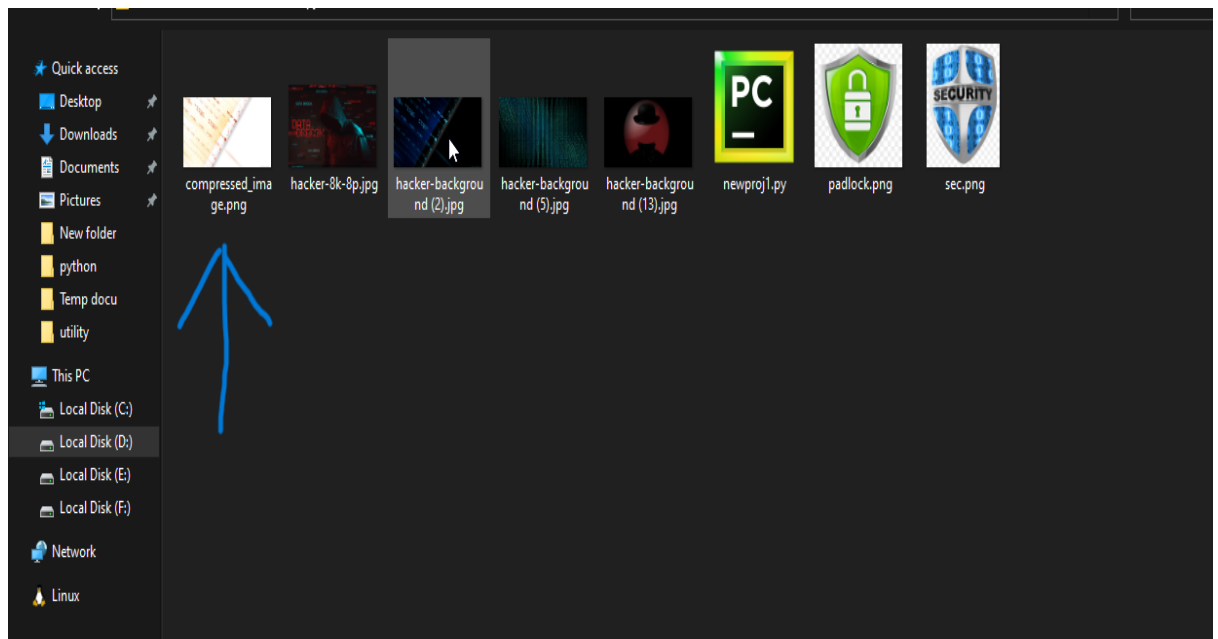 Quick access
Desktop
Downloads
Documents
Pictures
New folder
python
Temp docu
utility
This PC
Local Disk (C:)
Local Disk (D:)
Local Disk (E:)
Local Disk (F:)
Network
Linux
compressed_ima
ge.png
hacker-8k-8p.jpg
hacker-backgrou
nd (2).jpg
hacker-backgrou
nd (5).jpg
hacker-backgrou
nd (13).jpg
PC
newproj1.py
padlock.png
SECURITY
sec.png